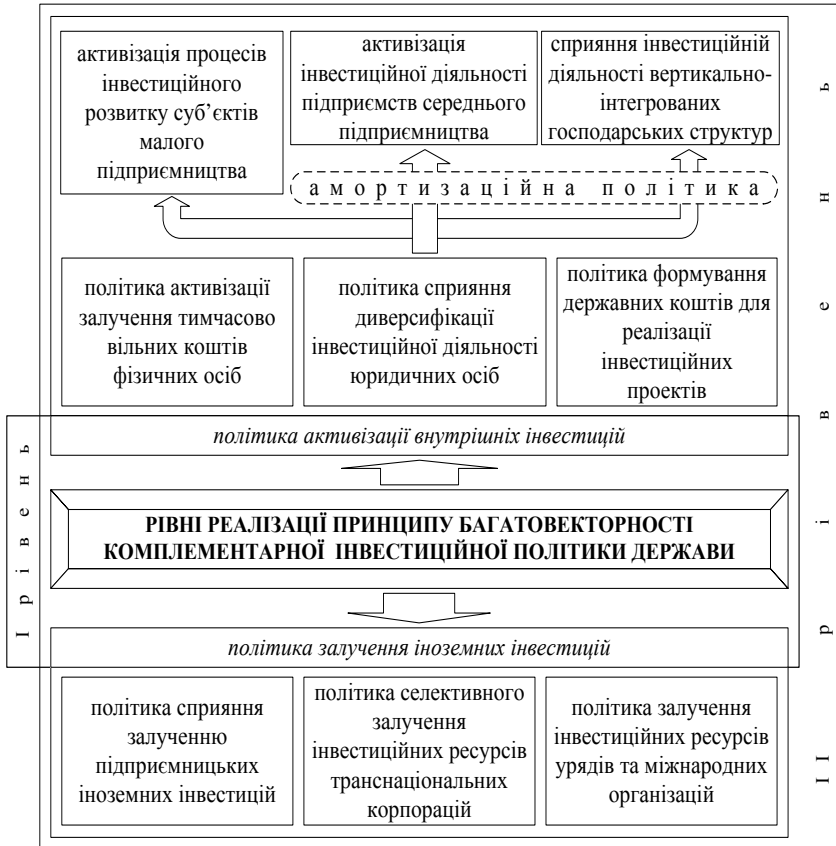 активізація процесів
інвестиційного
розвитку суб’єктів
малого
підприємництва
активізація
інвестиційної діяльності
підприємств середнього
підприємництва
сприяння інвестиційній
діяльності вертикально-
інтегрованих
господарських структур
амортизаційна політика
політика активізації
залучення тимчасово
вільних коштів
фізичних осіб
політика сприяння
диверсифікації
інвестиційної діяльності
юридичних осіб
політика формування
державних коштів для
реалізації
інвестиційних
проектів
політика активізації внутрішніх інвестицій
РІВНІ РЕАЛІЗАЦІЇ ПРИНЦИПУ БАГАТОВЕКТОРНОСТІ
КОМПЛЕМЕНТАРНОЇ ІНВЕСТИЦІЙНОЇ ПОЛІТИКИ ДЕРЖАВИ
політика залучення іноземних інвестицій
політика сприяння
залученню
підприємницьких
іноземних інвестицій
політика селективного
залучення
інвестиційних ресурсів
транснаціональних
корпорацій
політика залучення
інвестиційних ресурсів
урядів та міжнародних
організацій
І рівень
ІІ рівень